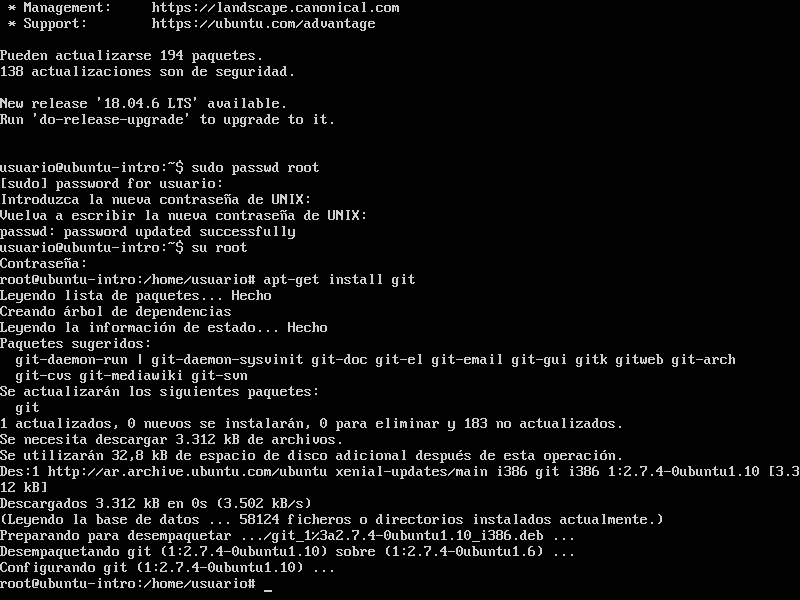 * Management:     https://landscape.canonical.com
 * Support:        https://ubuntu.com/advantage

Pueden actualizarse 194 paquetes.
138 actualizaciones son de seguridad.

New release '18.04.6 LTS' available.
Run 'do-release-upgrade' to upgrade to it.


usuario@ubuntu-intro:~$ sudo passwd root
[sudo] password for usuario:
Introduzca la nueva contraseña de UNIX:
Vuelva a escribir la nueva contraseña de UNIX:
passwd: password updated successfully
usuario@ubuntu-intro:~$ su root
Contraseña:
root@ubuntu-intro:/home/usuario# apt-get install git
Leyendo lista de paquetes... Hecho
Creando árbol de dependencias
Leyendo la información de estado... Hecho
Paquetes sugeridos:
  git-daemon-run | git-daemon-sysvinit git-doc git-el git-email git-gui gitk gitweb git-arch
  git-cvs git-mediawiki git-svn
Se actualizarán los siguientes paquetes:
  git
1 actualizados, 0 nuevos se instalarán, 0 para eliminar y 183 no actualizados.
Se necesita descargar 3.312 kB de archivos.
Se utilizarán 32,8 kB de espacio de disco adicional después de esta operación.
Des:1 http://ar.archive.ubuntu.com/ubuntu xenial-updates/main i386 git i386 1:2.7.4-0ubuntu1.10 [3.3
12 kB]
Descargados 3.312 kB en 0s (3.502 kB/s)
(Leyendo la base de datos ... 58124 ficheros o directorios instalados actualmente.)
Preparando para desempaquetar .../git_1%3a2.7.4-0ubuntu1.10_i386.deb ...
Desempaquetando git (1:2.7.4-0ubuntu1.10) sobre (1:2.7.4-0ubuntu1.6) ...
Configurando git (1:2.7.4-0ubuntu1.10) ...
root@ubuntu-intro:/home/usuario# _